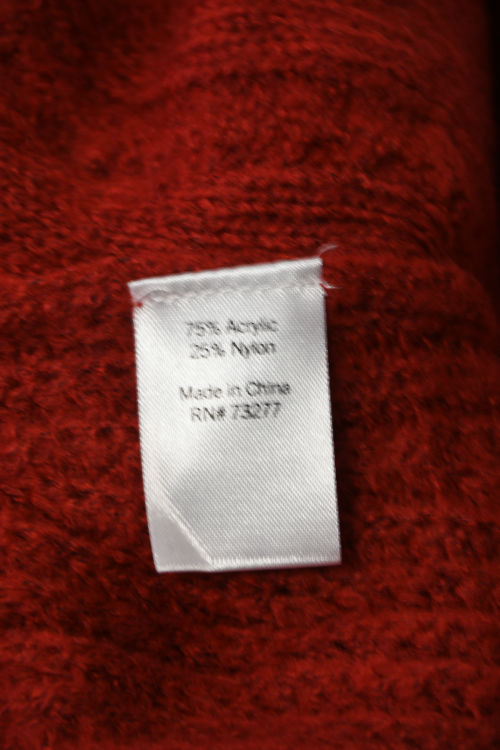 75% Acrylic
25% Nylon
Made in China
RN# 73277